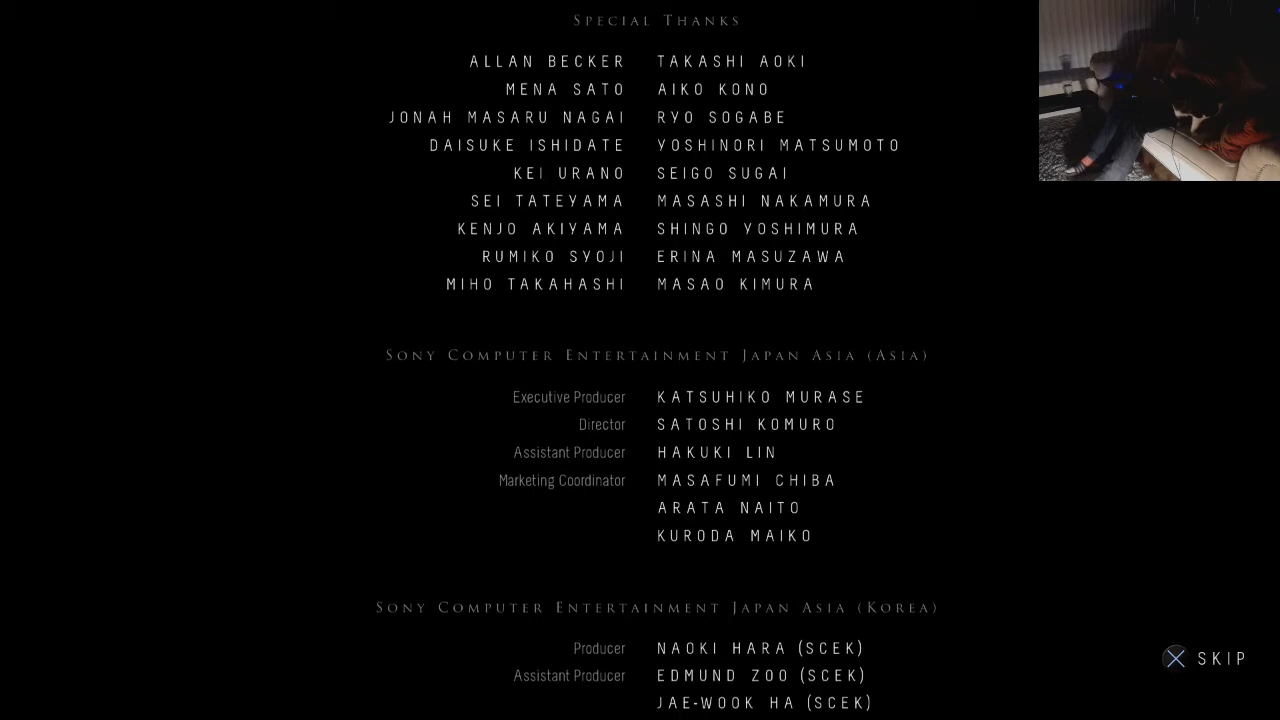 SPECIAL THANKS
ALLAN BECKER TAKASHI AOKI
MENA SATO AIKO KONO
JONAH MASARU NAGAI RYO SOGABE
DAISUKE ISHIDATE YOSHINORI MATSUMOTO
KEI URANO SEIGO SUGAI
SEI TATEYAMA MASASHI NAKAMURA
KENJO AKIYAMA SHINGO YOSHIMURA
RUMIKO SYOJI ERINA MASUZAWA
MIHO TAKAHASHI MASAO KIMURA
SONY COMPUTER ENTERTAINMENT JAPAN ASIA (ASIA)
Executive Producer KATSUHIKO MURASE
Director SATOSHI KOMURO
Assistant Producer HAKUKI LIN
Marketing Coordinator MASAFUMI CHIBA
ARATA NAITO
KURODA MAIKO
SONY COMPUTER ENTERTAINMENT JAPAN ASIA (KOREA)
Producer NAOKI HARA (SCEK)
Assistant Producer EDMUND ZOO (SCEK)
JAE-WOOK HA (SCEK)
SKIP